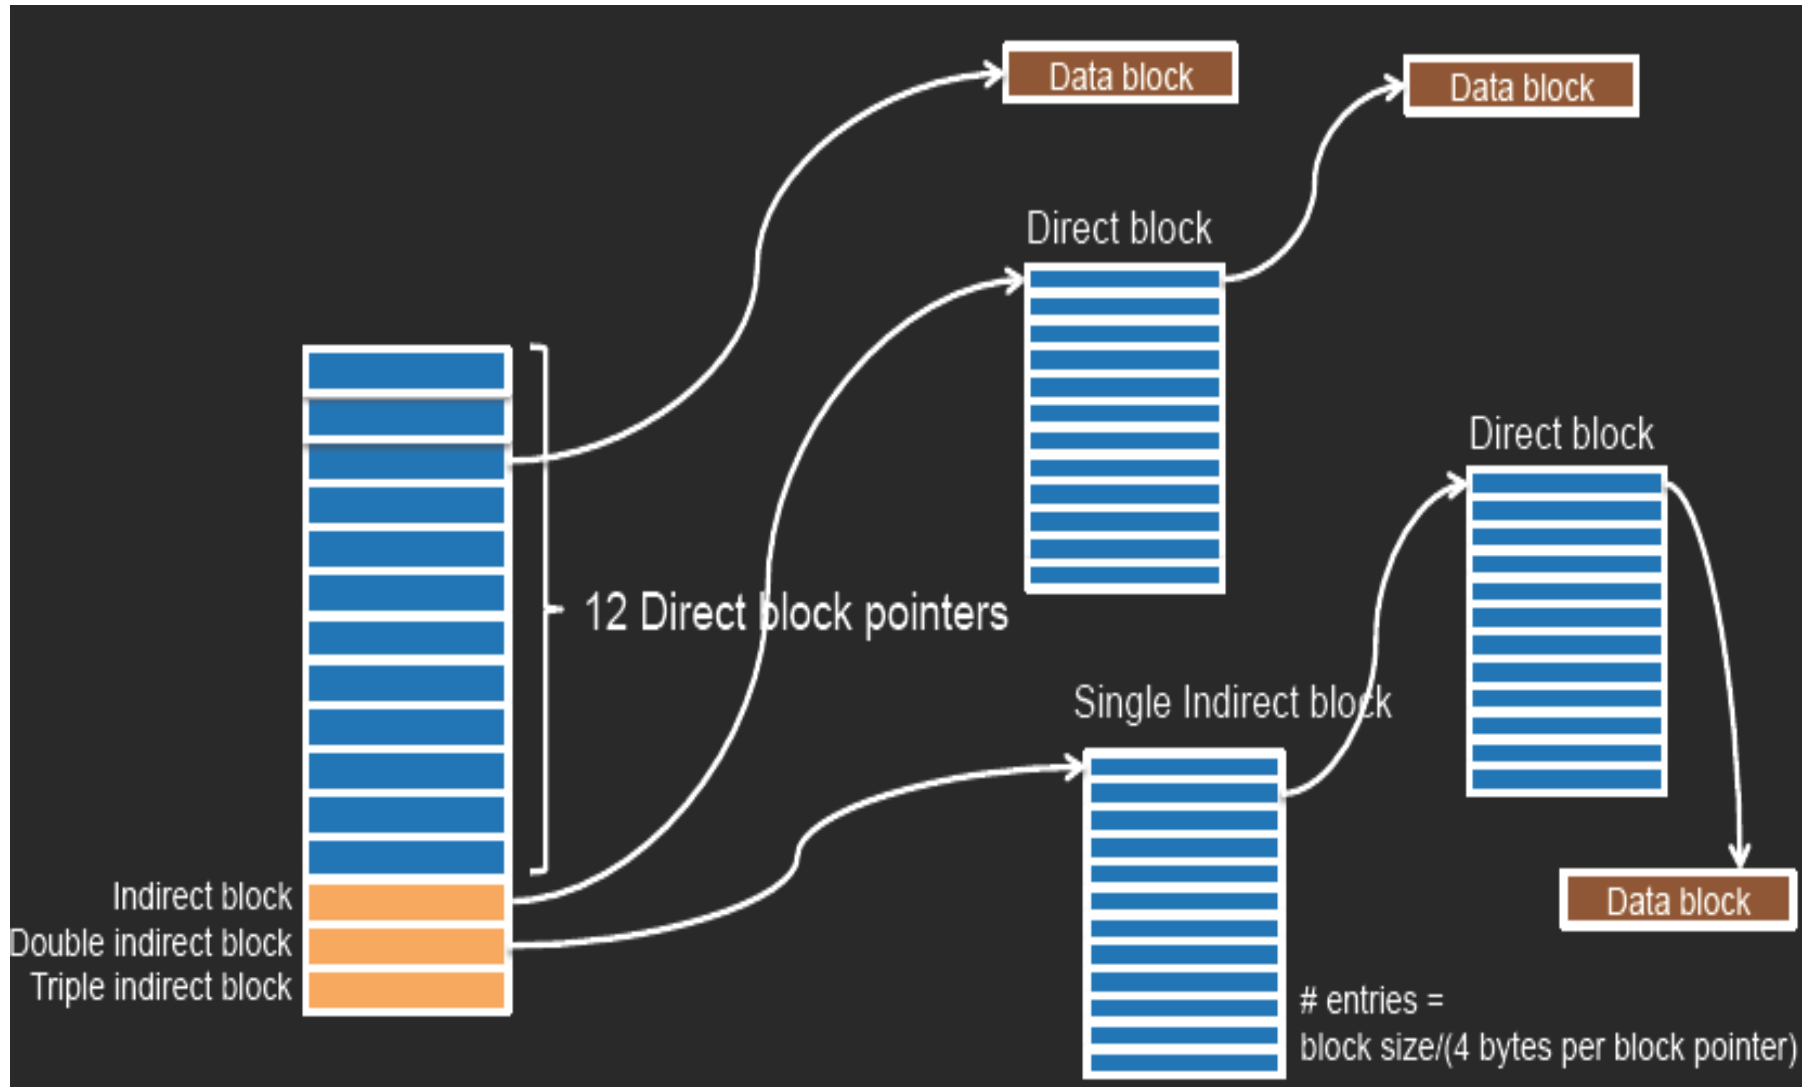 Data block
Data block
Direct block
Direct block
12 Direct block pointers
Single Indirect block
Indirect block
Double indirect block
Triple indirect block
Data block
# entries =
block size/(4 bytes per block pointer)